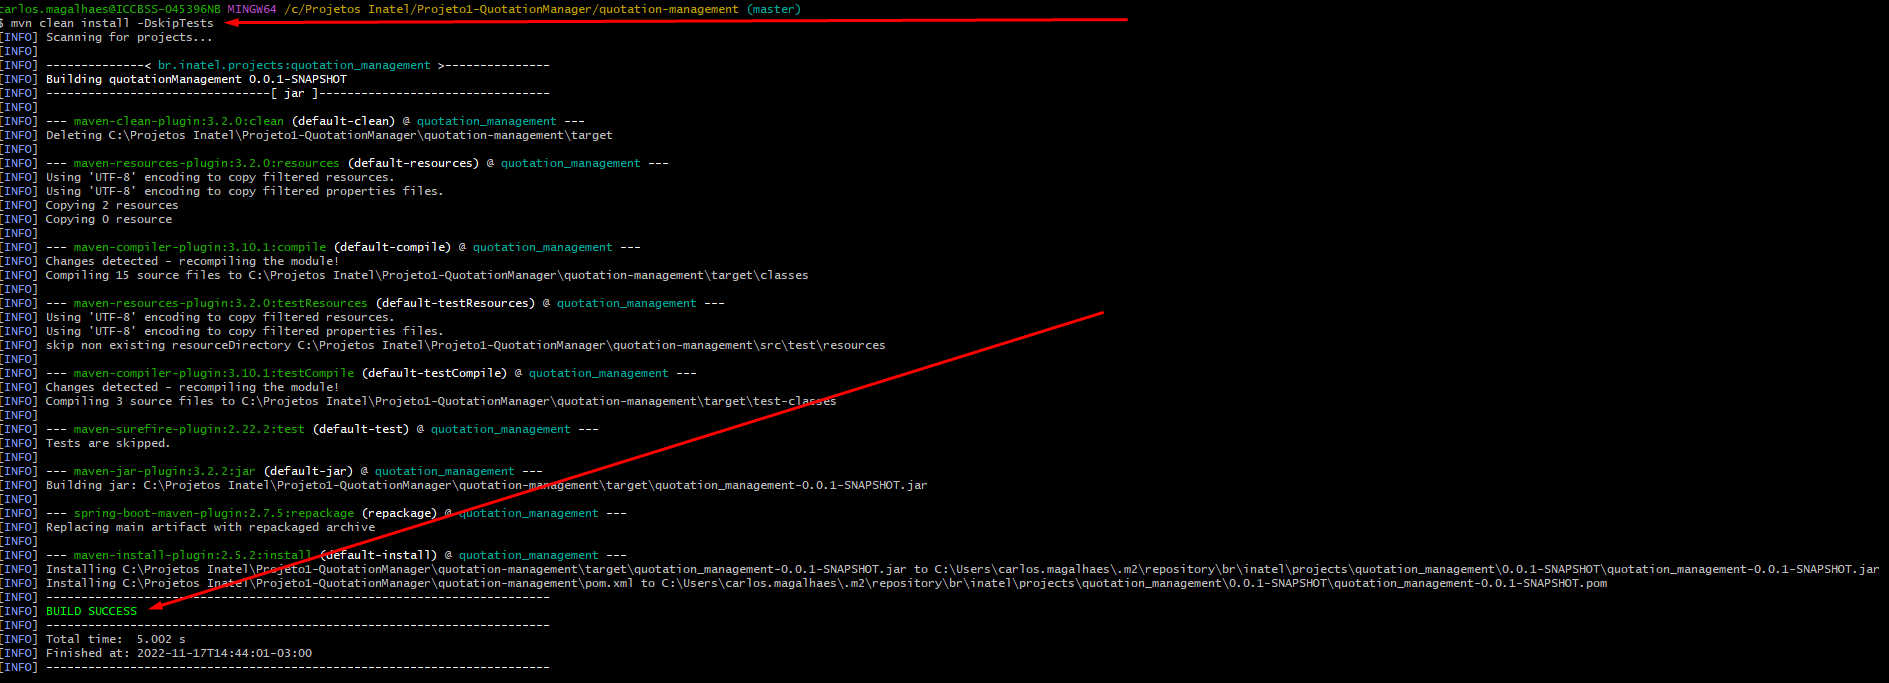 carlos.magalhaes@ICCBSS-045396NB MINGW64 /c/Projetos Inatel/Projeto1-QuotationManager/quotation-management (master)
$ mvn clean install -DskipTests
[INFO] Scanning for projects...
[INFO]
[INFO] --------------< br.inatel.projects:quotation_management >---------------
[INFO] Building quotationManagement 0.0.1-SNAPSHOT
[INFO] --------------------------------[ jar ]---------------------------------
[INFO]
[INFO] --- maven-clean-plugin:3.2.0:clean (default-clean) @ quotation_management ---
[INFO] Deleting C:\Projetos Inatel\Projeto1-QuotationManager\quotation-management\target
[INFO]
[INFO] --- maven-resources-plugin:3.2.0:resources (default-resources) @ quotation_management ---
[INFO] Using 'UTF-8' encoding to copy filtered resources.
[INFO] Using 'UTF-8' encoding to copy filtered properties files.
[INFO] Copying 2 resources
[INFO] Copying 0 resource
[INFO]
[INFO] --- maven-compiler-plugin:3.10.1:compile (default-compile) @ quotation_management ---
[INFO] Changes detected - recompiling the module!
[INFO] Compiling 15 source files to C:\Projetos Inatel\Projeto1-QuotationManager\quotation-management\target\classes
[INFO]
[INFO] --- maven-resources-plugin:3.2.0:testResources (default-testResources) @ quotation_management ---
[INFO] Using 'UTF-8' encoding to copy filtered resources.
[INFO] Using 'UTF-8' encoding to copy filtered properties files.
[INFO] skip non existing resourceDirectory C:\Projetos Inatel\Projeto1-QuotationManager\quotation-management\src\test\resources
[INFO]
[INFO] --- maven-compiler-plugin:3.10.1:testCompile (default-testCompile) @ quotation_management ---
[INFO] Changes detected - recompiling the module!
[INFO] Compiling 3 source files to C:\Projetos Inatel\Projeto1-QuotationManager\quotation-management\target\test-classes
[INFO]
[INFO] --- maven-surefire-plugin:2.22.2:test (default-test) @ quotation_management ---
[INFO] Tests are skipped.
[INFO]
[INFO] --- maven-jar-plugin:3.2.2:jar (default-jar) @ quotation_management ---
[INFO] Building jar: C:\Projetos Inatel\Projeto1-QuotationManager\quotation-management\target\quotation_management-0.0.1-SNAPSHOT.jar
[INFO]
[INFO] --- spring-boot-maven-plugin:2.7.5:repackage (repackage) @ quotation_management ---
[INFO] Replacing main artifact with repackaged archive
[INFO]
[INFO] --- maven-install-plugin:2.5.2:install (default-install) @ quotation_management ---
[INFO] Installing C:\Projetos Inatel\Projeto1-QuotationManager\quotation-management\target\quotation_management-0.0.1-SNAPSHOT.jar to C:\Users\carlos.magalhaes\.m2\repository\br\inatel\projects\quotation_management\0.0.1-SNAPSHOT\quotation_management-0.0.1-SNAPSHOT.jar
[INFO] Installing C:\Projetos Inatel\Projeto1-QuotationManager\quotation-management\pom.xml to C:\Users\carlos.magalhaes\.m2\repository\br\inatel\projects\quotation_management\0.0.1-SNAPSHOT\quotation_management-0.0.1-SNAPSHOT.pom
[INFO] ------------------------------------------------------------------------
[INFO] BUILD SUCCESS
[INFO] ------------------------------------------------------------------------
[INFO] Total time:  5.002 s
[INFO] Finished at: 2022-11-17T14:44:01-03:00
[INFO] ------------------------------------------------------------------------